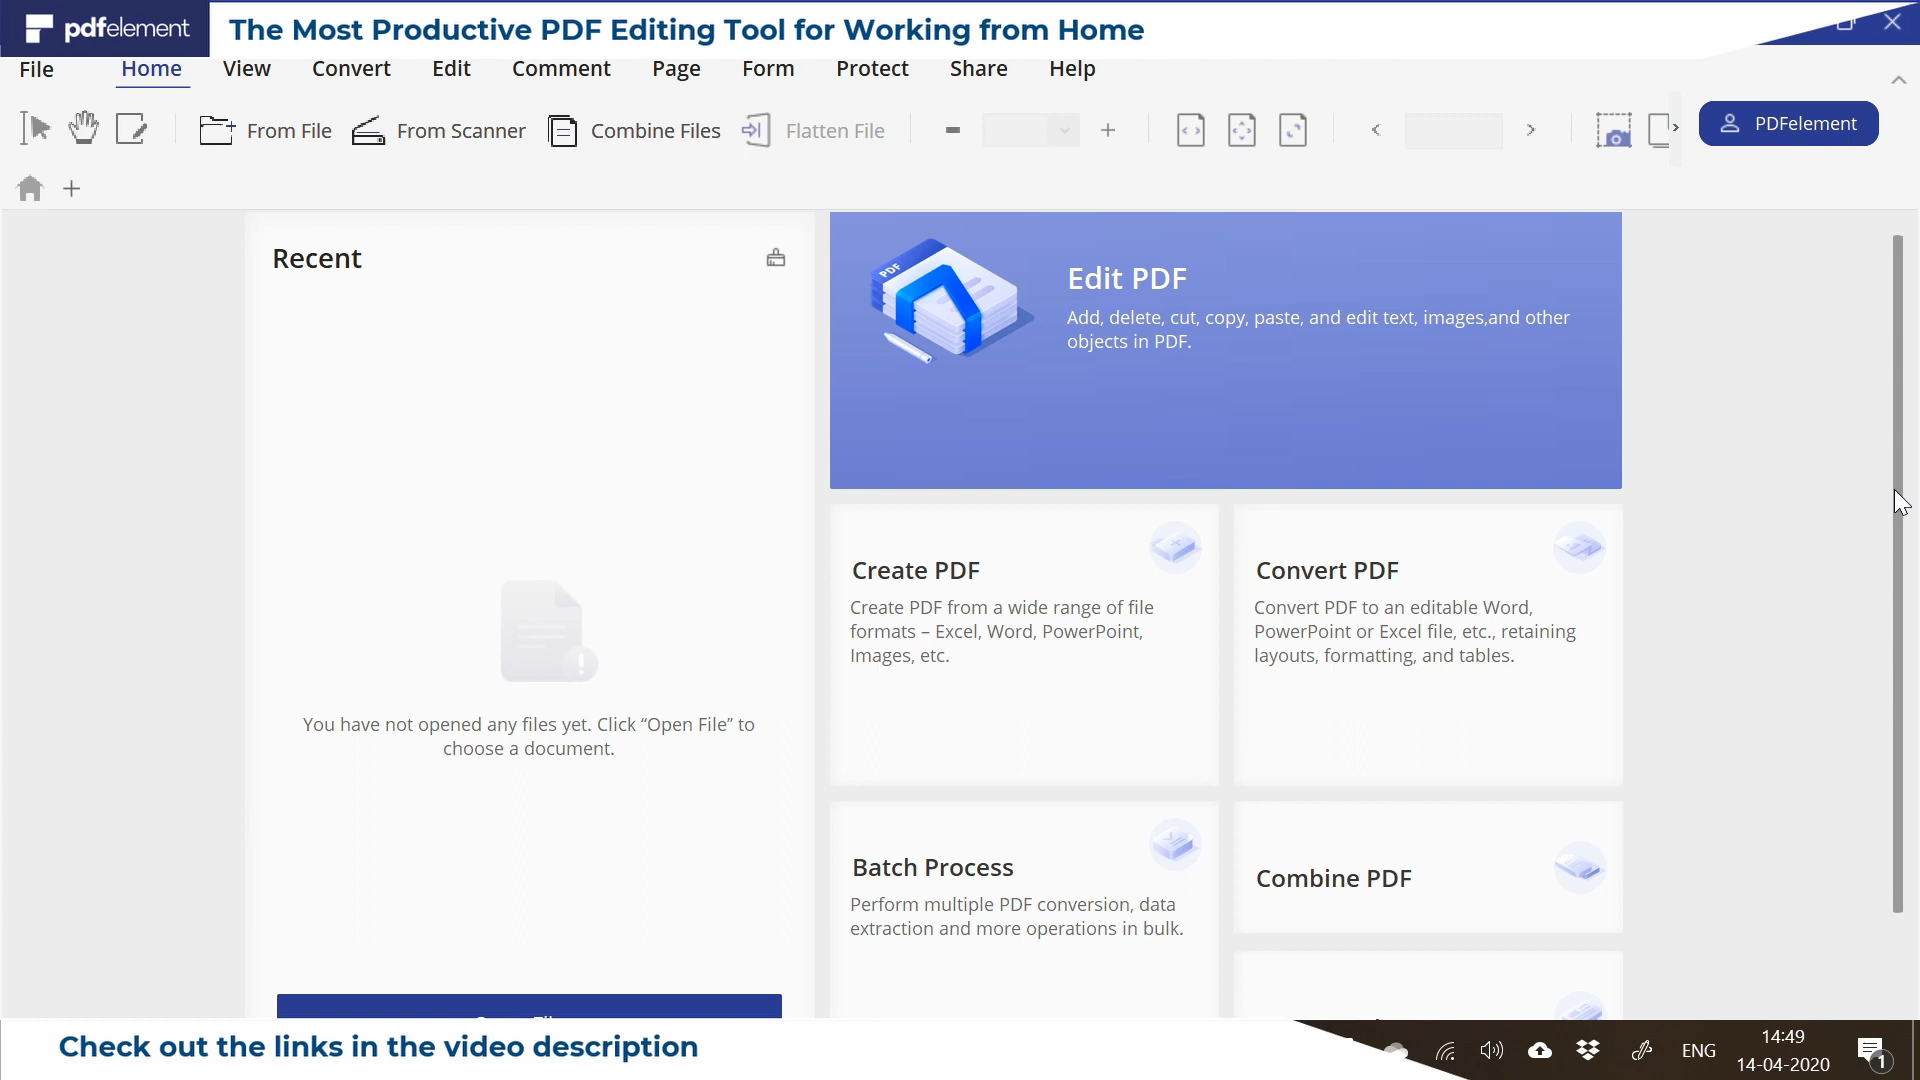 pdfelement
The Most Productive PDF Editing Tool for Working from Home
File Home View Convert Edit Comment Page Form Protect Share Help
From File From Scanner Combine Files Flatten File
PDFelement
Recent
PDF
Edit PDF
Add, delete, cut, copy, paste, and edit text, images,and other
objects in PDF.
Create PDF
Create PDF from a wide range of file
formats – Excel, Word, PowerPoint,
Images, etc.
Convert PDF
Convert PDF to an editable Word,
PowerPoint or Excel file, etc., retaining
layouts, formatting, and tables.
You have not opened any files yet. Click “Open File” to
choose a document.
Batch Process
Perform multiple PDF conversion, data
extraction and more operations in bulk.
Combine PDF
Check out the links in the video description
ENG
14:49
14-04-2020
1